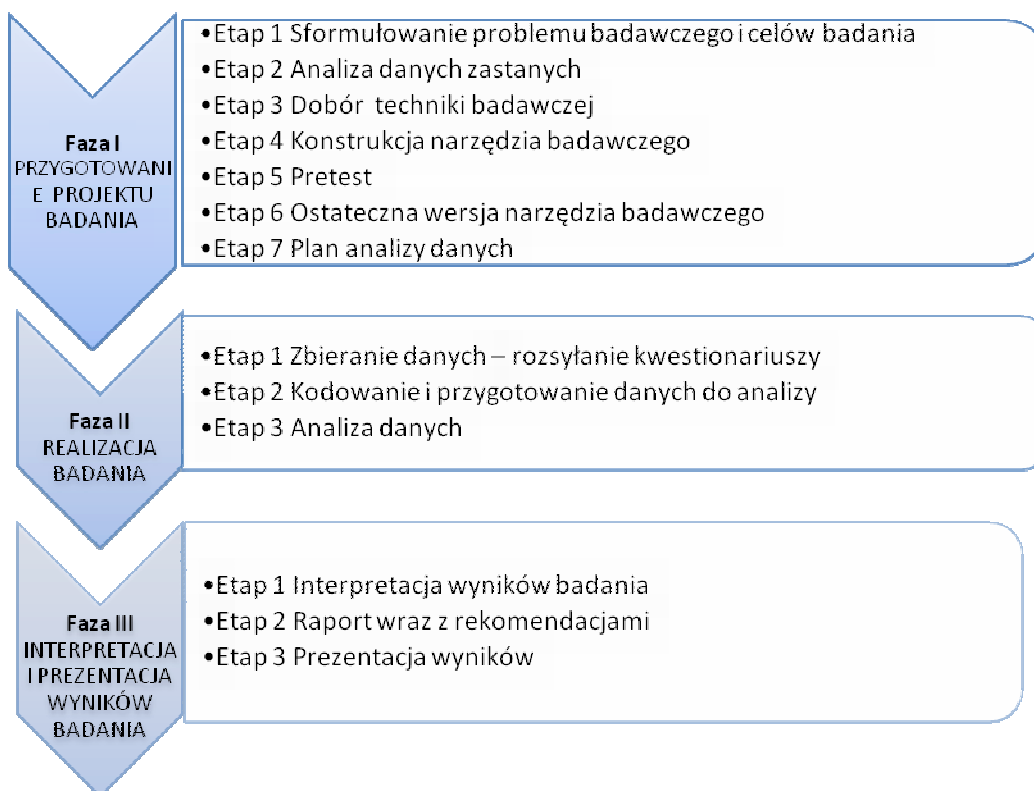 Faza I
PRZYGOTOWANI
E PROJEKTU
BADANIA
•Etap 1 Sformułowanie problemu badawczego i celów badania
•Etap 2 Analiza danych zastanych
•Etap 3 Dobór techniki badawczej
•Etap 4 Konstrukcja narzędzia badawczego
•Etap 5 Pretest
•Etap 6 Ostateczna wersja narzędzia badawczego
•Etap 7 Plan analizy danych
Faza II
REALIZACJA
BADANIA
•Etap 1 Zbieranie danych – rozsyłanie kwestionariuszy
•Etap 2 Kodowanie i przygotowanie danych do analizy
•Etap 3 Analiza danych
Faza III
INTERPRETACJA
I PREZENTACJA
WYNIKÓW
BADANIA
•Etap 1 Interpretacja wyników badania
•Etap 2 Raport wraz z rekomendacjami
•Etap 3 Prezentacja wyników